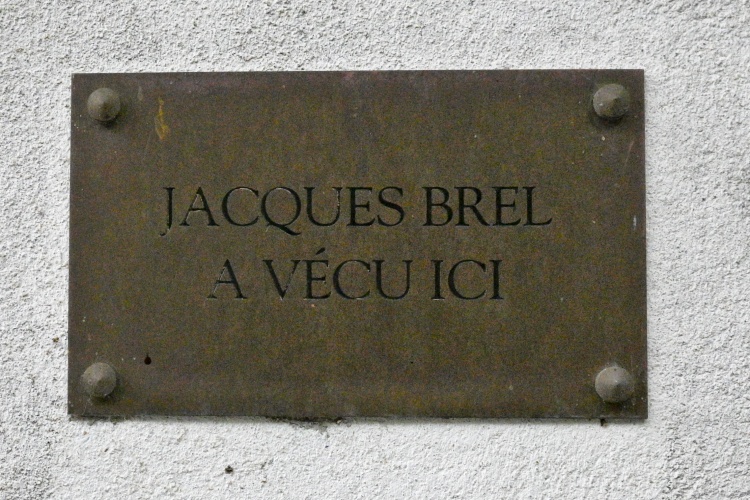 JACQUES BREL
A VÉCU ICI